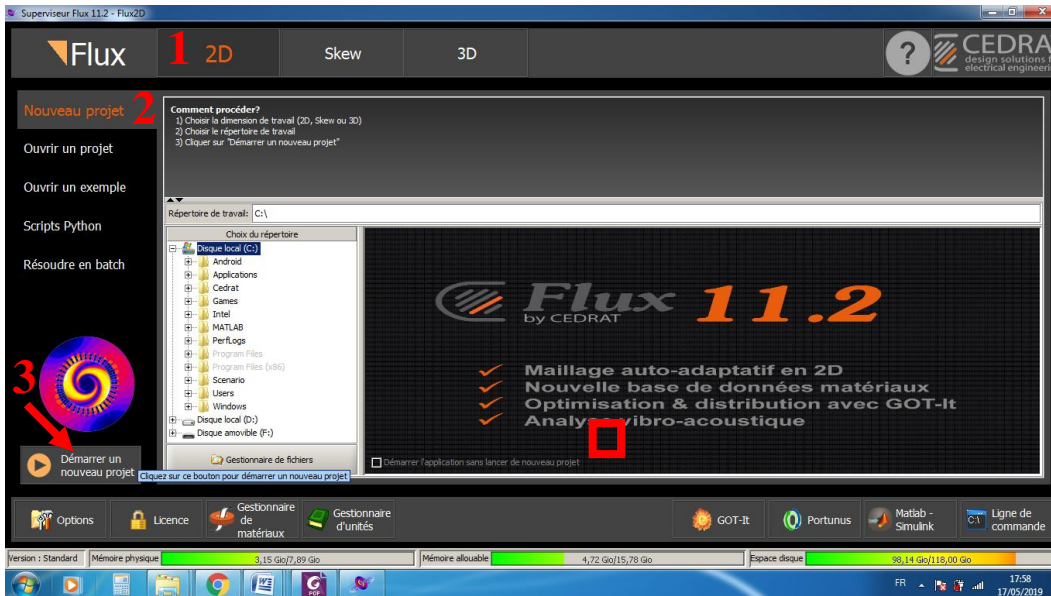 Superviseur Flux 11.2 - Flux2D
Flux
1
2D
Skew
3D
?
CEDRA
design solutions f
electrical engineeri
Nouveau projet
2
Ouvrir un projet
Ouvrir un exemple
Scripts Python
Résoudre en batch
Comment procéder?
1) Choisir la dimension de travail (2D, Skew ou 3D)
2) Choisir le répertoire de travail
3) Cliquer sur "Démarrer un nouveau projet"
Répertoire de travail: C:\
Choix du répertoire
Disque local (C:)
Android
Applications
Cedrat
Games
Intel
MATLAB
PerfLogs
Program Files
Program Files (x86)
Scenario
Users
Windows
Disque local (D:)
Disque amovible (F:)
Gestionnaire de fichiers
Flux 11.2
by CEDRAT
Maillage auto-adaptatif en 2D
Nouvelle base de données matériaux
Optimisation & distribution avec GOT-It
Analyse vibro-acoustique
Démarrer l'application sans lancer de nouveau projet
3
Démarrer un
nouveau projet
Cliquez sur ce bouton pour démarrer un nouveau projet
Options
Licence
Gestionnaire
de
matériaux
Gestionnaire
d'unités
GOT-It
Portunus
Matlab -
Simulink
C:\
Ligne de
commande
Version : Standard
Mémoire physique
3,15 Gio/7,89 Gio
Mémoire allouable
4,72 Gio/15,78 Gio
Espace disque
98,14 Gio/118,00 Gio
W
G
PDF
FR
17:58
17/05/2019